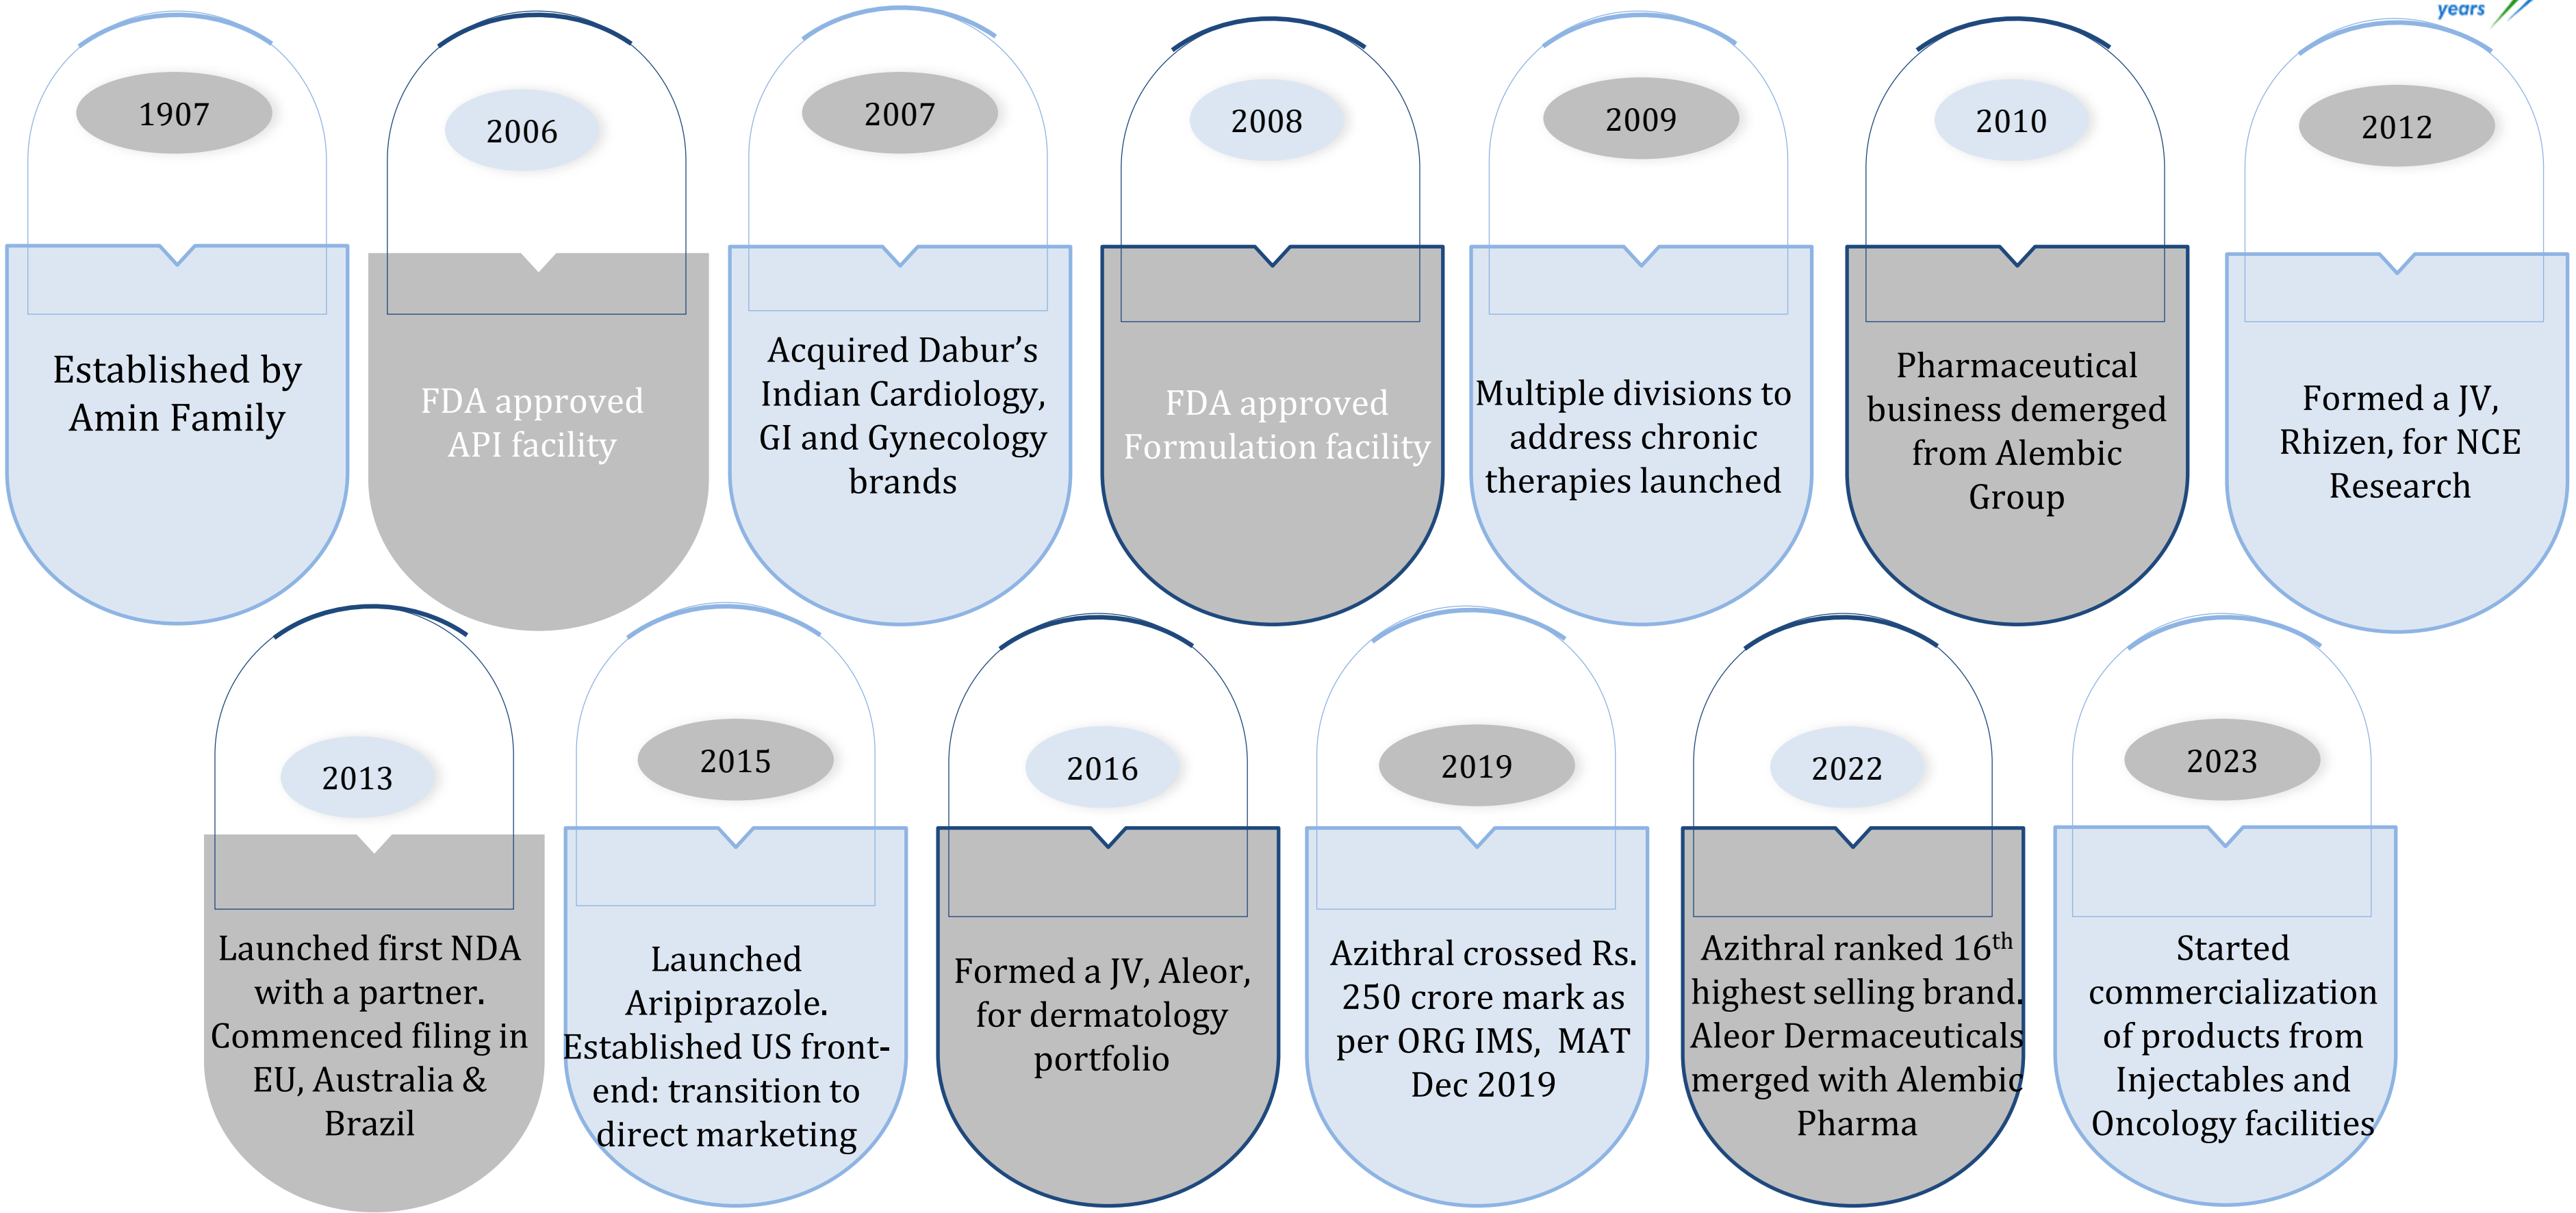 years
1907
2006
2007
2008
2009
2010
2012
Established by
Amin Family
FDA approved
API facility
Acquired Dabur’s
Indian Cardiology,
GI and Gynecology
brands
FDA approved
Formulation facility
Multiple divisions to
address chronic
therapies launched
Pharmaceutical
business demerged
from Alembic
Group
Formed a JV,
Rhizen, for NCE
Research
2013
2015
2016
2019
2022
2023
Launched first NDA
with a partner.
Commenced filing in
EU, Australia &
Brazil
Launched
Aripiprazole.
Established US front-
end: transition to
direct marketing
Formed a JV, Aleor,
for dermatology
portfolio
Azithral crossed Rs.
250 crore mark as
per ORG IMS, MAT
Dec 2019
Azithral ranked 16th
highest selling brand.
Aleor Dermaceuticals
merged with Alembic
Pharma
Started
commercialization
of products from
Injectables and
Oncology facilities